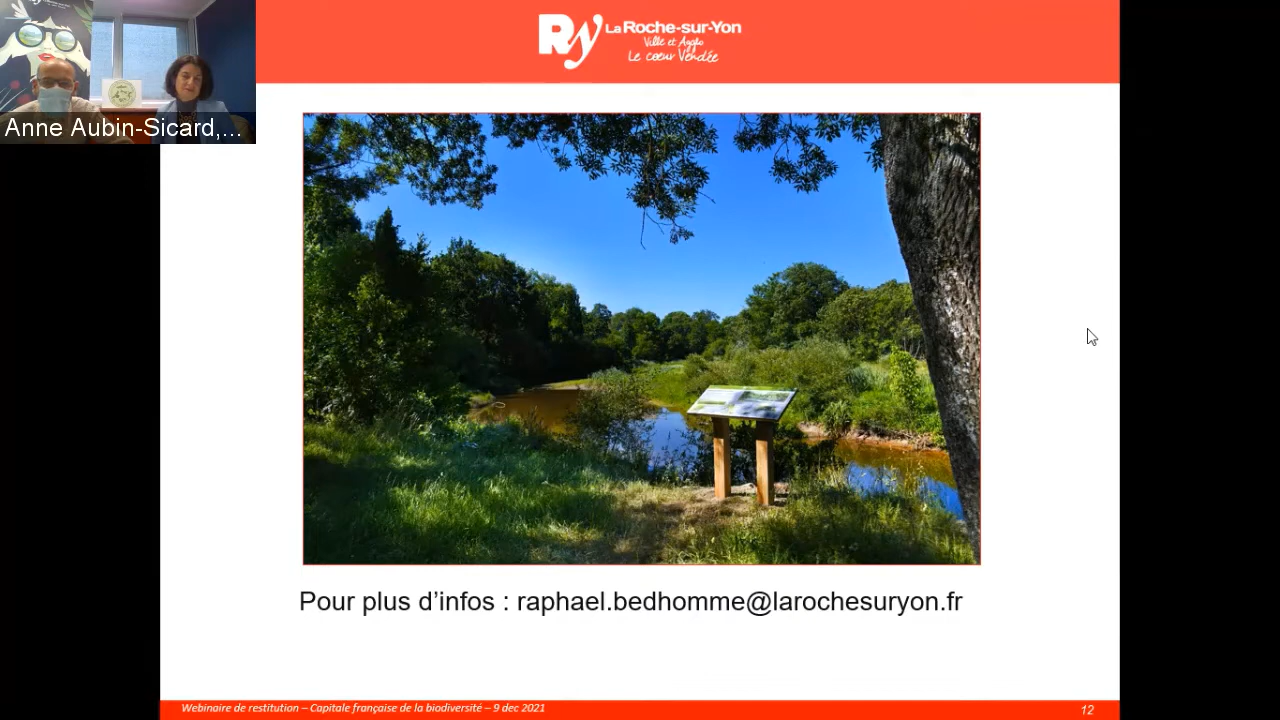 Anne Aubin-Sicard,...
Ry
La Roche-sur-Yon
Ville et Agglo
Le cœur Vendée
Pour plus d’infos : raphael.bedhomme@larochesuryon.fr
Webinaire de restitution – Capitale française de la biodiversité – 9 dec 2021
12